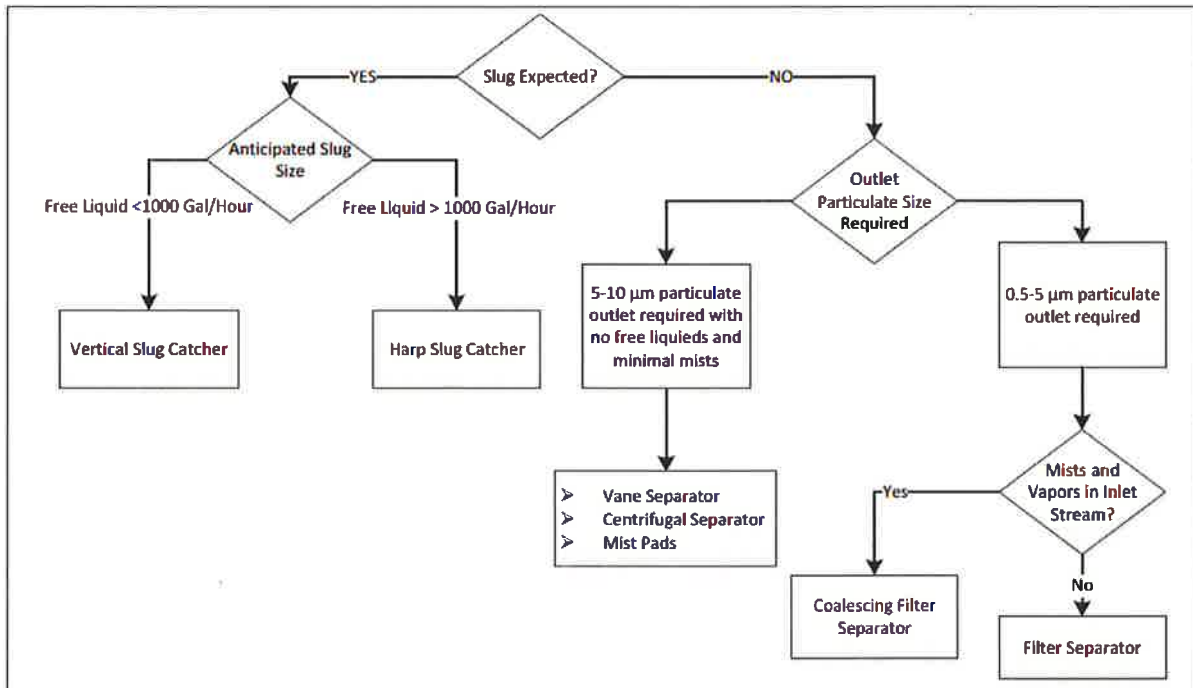 Slug Expected?
YES
NO
Anticipated Slug
Size
Free Liquid <1000 Gal/Hour
Free Liquid > 1000 Gal/Hour
Vertical Slug Catcher
Harp Slug Catcher
Outlet
Particulate Size
Required
5-10 µm particulate
outlet required with
no free liquieds and
minimal mists
0.5-5 µm particulate
outlet required
➢ Vane Separator
➢ Centrifugal Separator
➢ Mist Pads
Mists and
Vapors in Inlet
Stream?
Yes
No
Coalescing Filter
Separator
Filter Separator